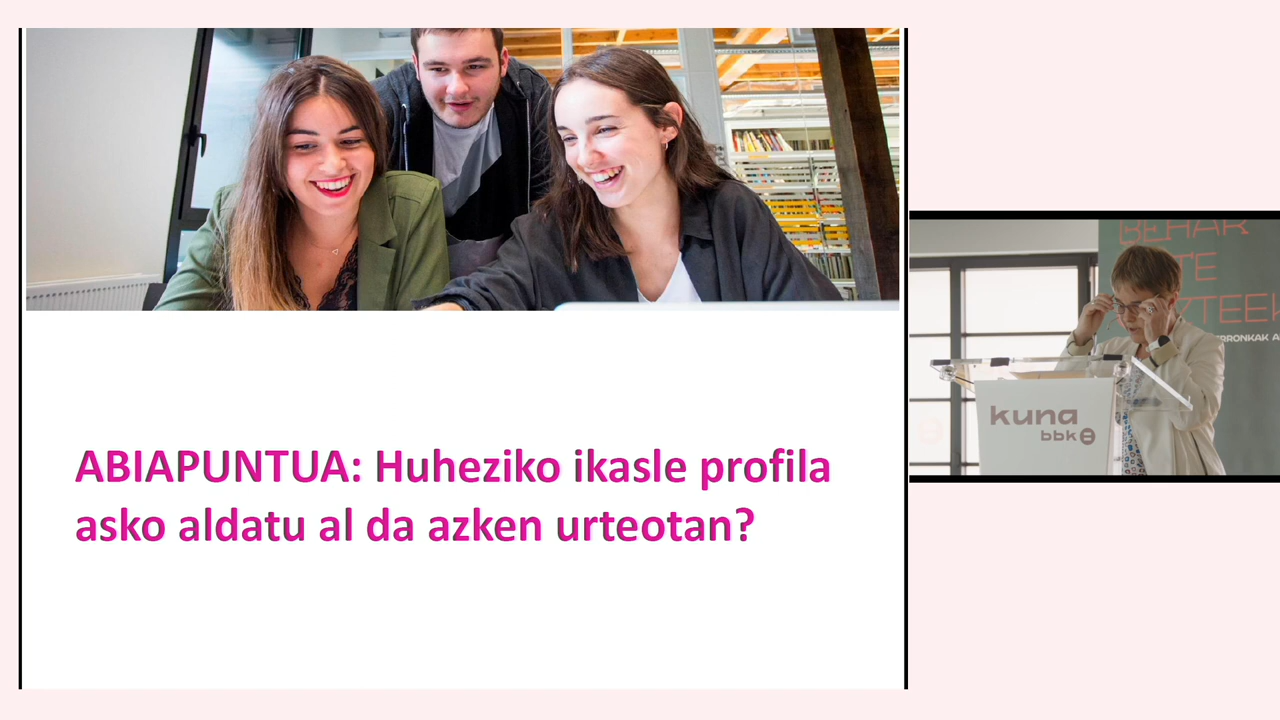 ABIAPUNTUA: Huheziko ikasle profila
asko aldatu al da azken urteotan?
BEHAR
kuna
bbk